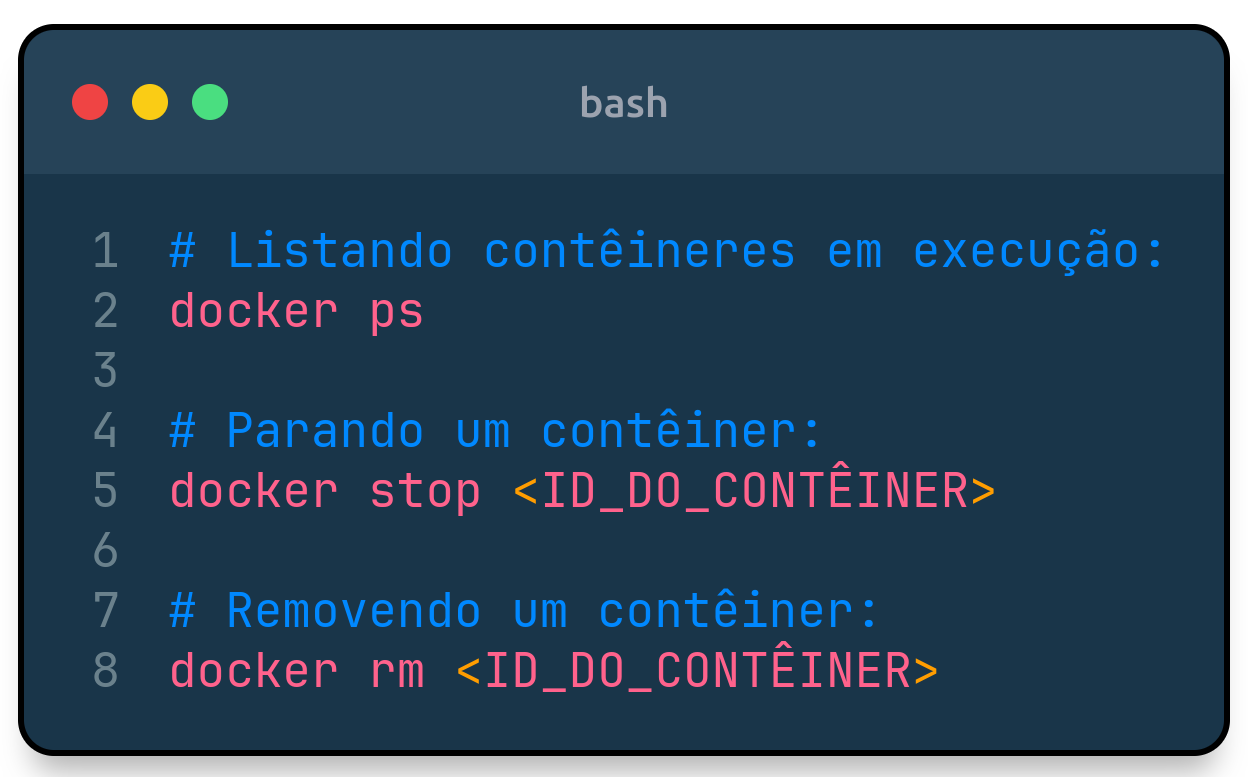 bash
1 # Listando contêineres em execução:
2 docker ps
3
4 # Parando um contêiner:
5 docker stop <ID_DO_CONTÊINER>
6
7 # Removendo um contêiner:
8 docker rm <ID_DO_CONTÊINER>